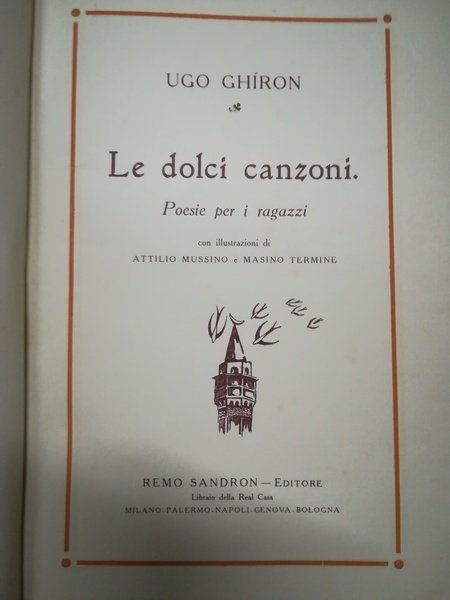 UGO GHÍRON
Le dolci canzoni.
Poesie per i ragazzi
con illustrazioni di
ATTILIO MUSSINO e MASINO TERMINE
REMO SANDRON — EDITORE
Libraio della Real Casa
MILANO-PALERMO-NAPOLI-GENOVA-BOLOGNA